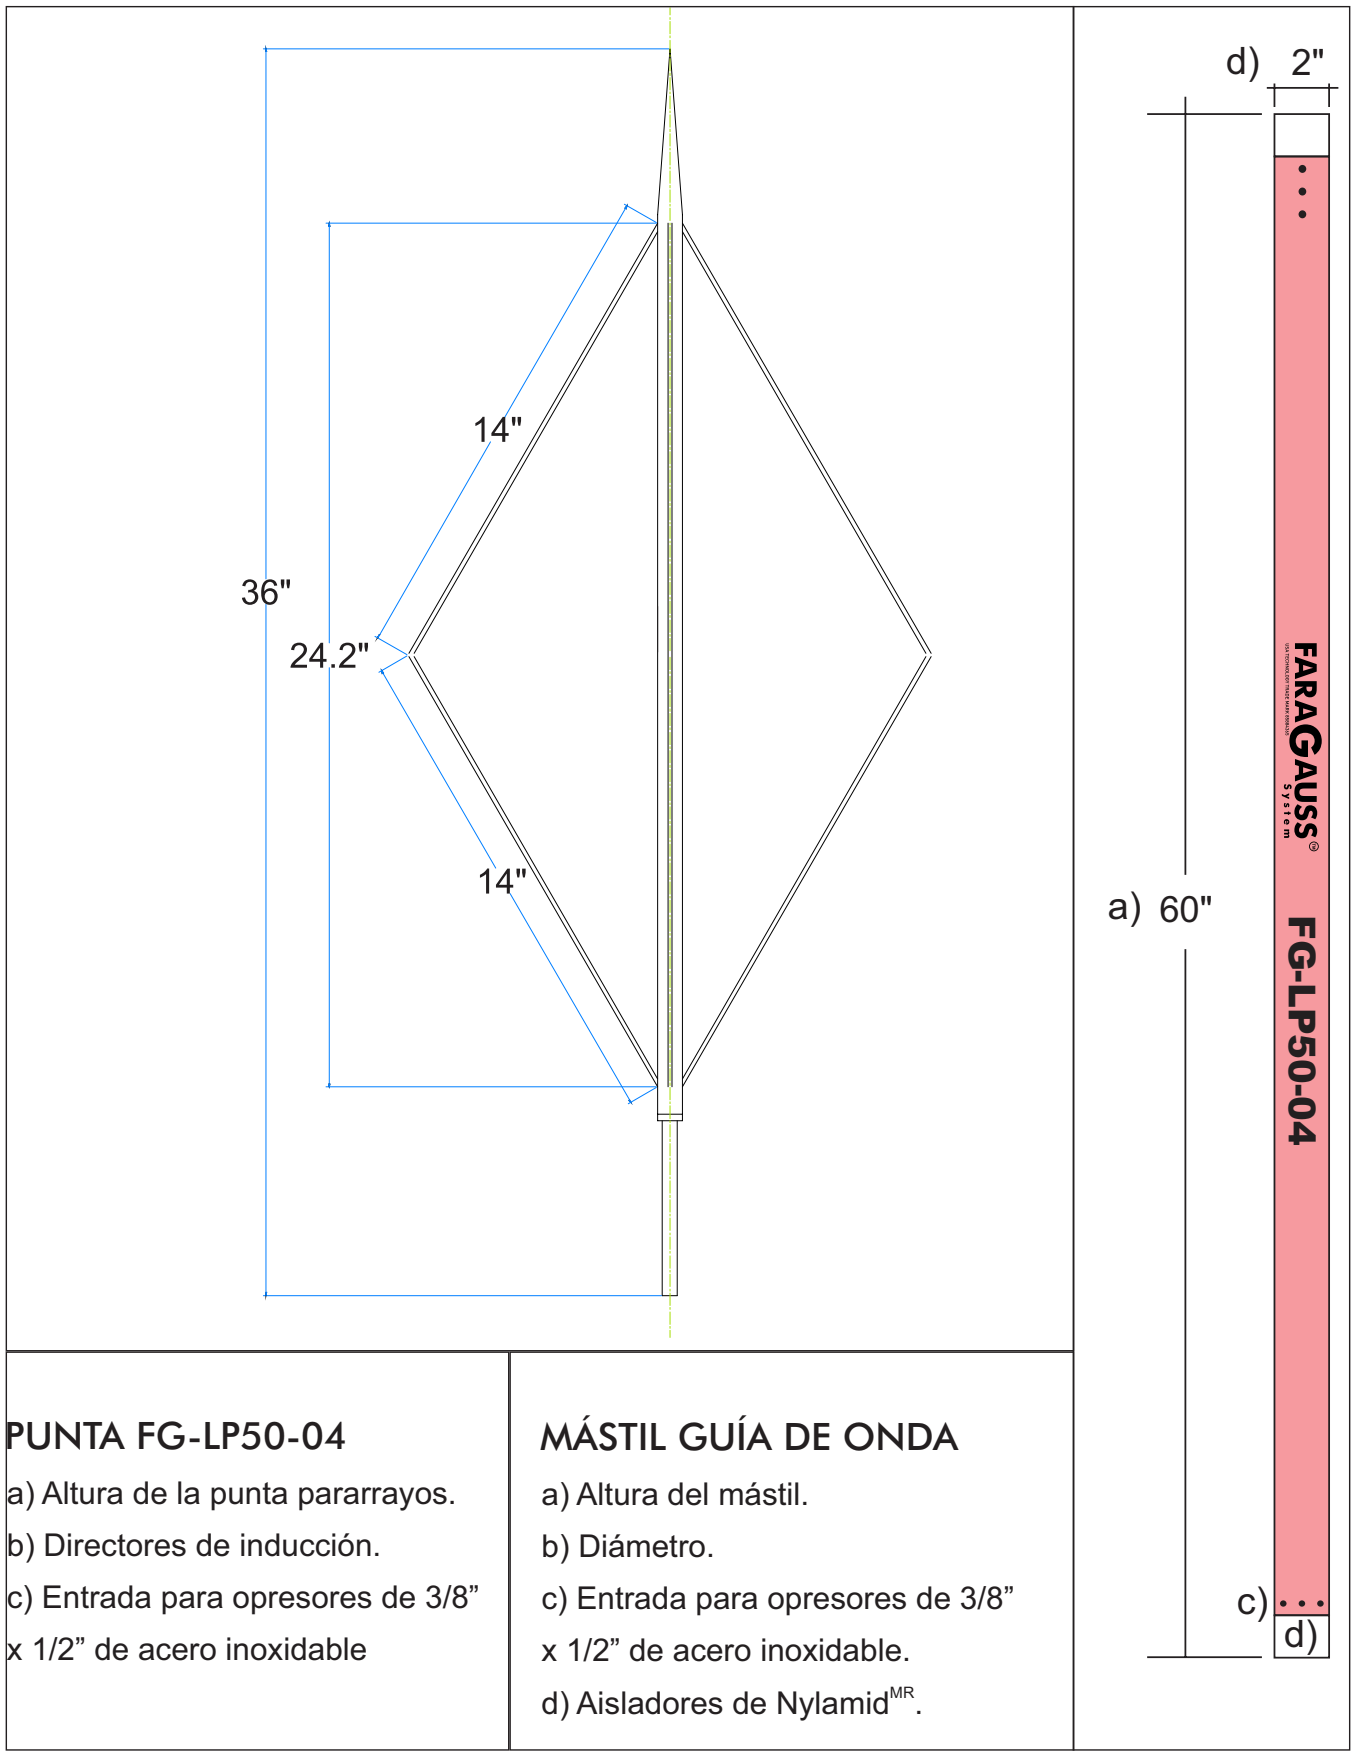 36"
24.2"
14"
14"
d) 2"
a) 60"
FARAGAUSS®
System
FG-LP50-04
c)
d)
PUNTA FG-LP50-04
a) Altura de la punta pararrayos.
b) Directores de inducción.
c) Entrada para opresores de 3/8”
x 1/2” de acero inoxidable
MÁSTIL GUÍA DE ONDA
a) Altura del mástil.
b) Diámetro.
c) Entrada para opresores de 3/8”
x 1/2” de acero inoxidable.
d) Aisladores de Nylamid MR.